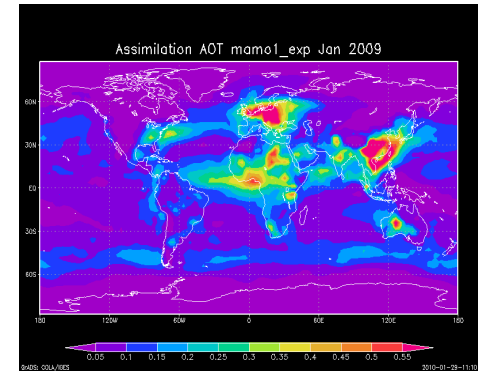 Assimilation AOT mamo1_exp Jan 2009
60N
30N
EQ
30S
60S
180 120W 60W 0 60E 120E 180
0.05 0.1 0.15 0.2 0.25 0.3 0.35 0.4 0.45 0.5 0.55
GrADS: COLA/IGES 2010-01-29-11:10